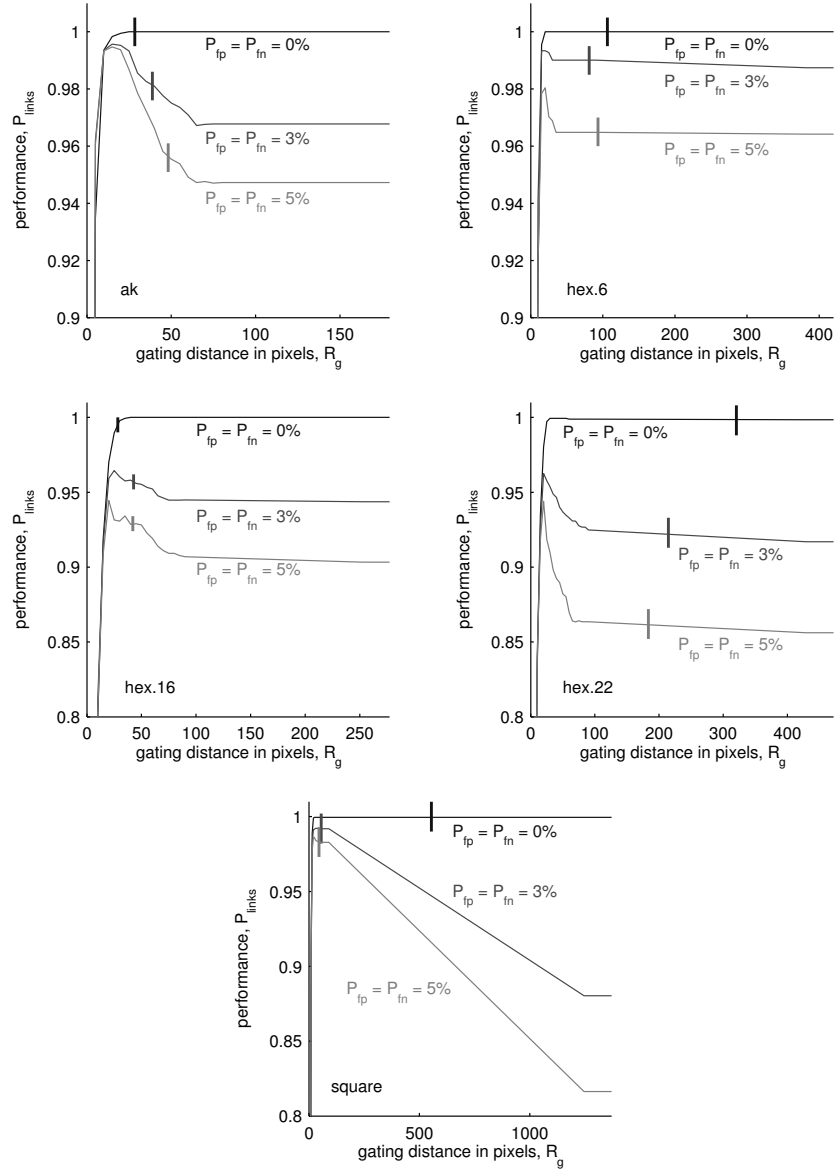 1
0.98
0.96
0.94
0.92
0.9
0 50 100 150
performance, P_links
gating distance in pixels, R_g
P_fp = P_fn = 0%
P_fp = P_fn = 3%
P_fp = P_fn = 5%
ak
1
0.98
0.96
0.94
0.92
0.9
0 100 200 300 400
performance, P_links
gating distance in pixels, R_g
P_fp = P_fn = 0%
P_fp = P_fn = 3%
P_fp = P_fn = 5%
hex.6
1
0.95
0.9
0.85
0.8
0 50 100 150 200 250
performance, P_links
gating distance in pixels, R_g
P_fp = P_fn = 0%
P_fp = P_fn = 3%
P_fp = P_fn = 5%
hex.16
1
0.95
0.9
0.85
0.8
0 100 200 300 400
performance, P_links
gating distance in pixels, R_g
P_fp = P_fn = 0%
P_fp = P_fn = 3%
P_fp = P_fn = 5%
hex.22
1
0.95
0.9
0.85
0.8
0 500 1000
performance, P_links
gating distance in pixels, R_g
P_fp = P_fn = 0%
P_fp = P_fn = 3%
P_fp = P_fn = 5%
square